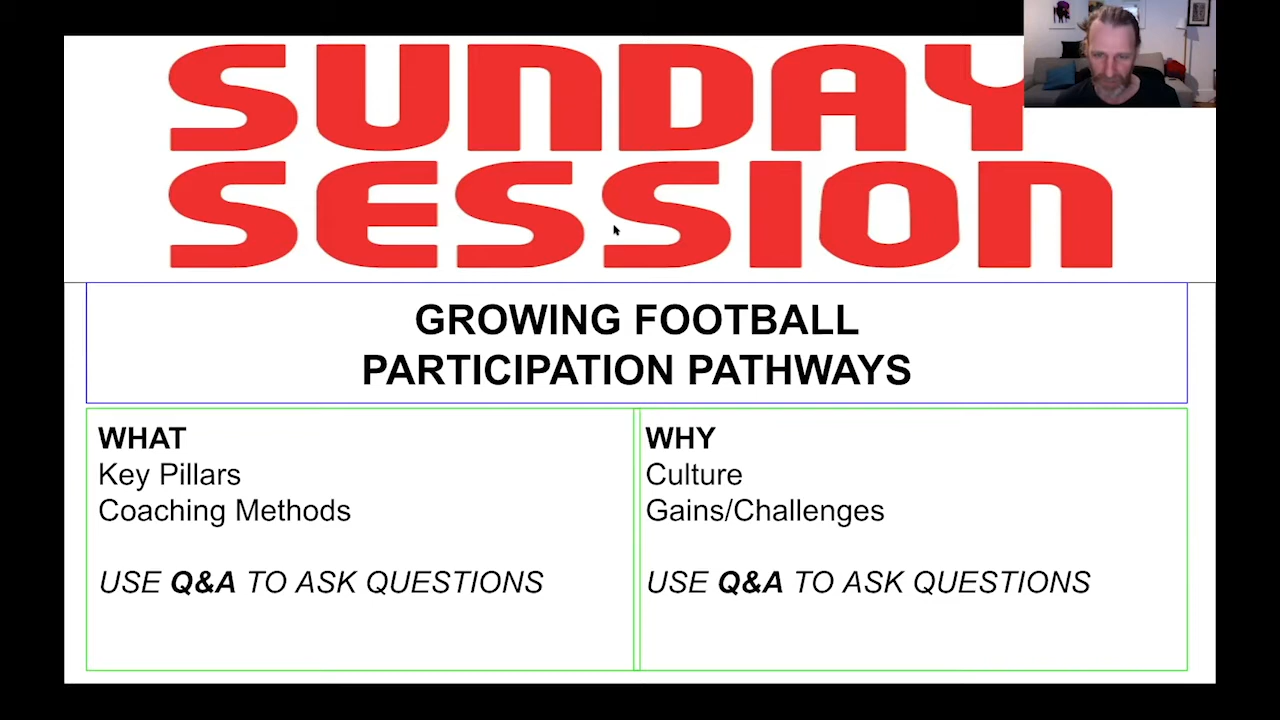 SUNDAY
SESSION
GROWING FOOTBALL
PARTICIPATION PATHWAYS
WHAT
Key Pillars
Coaching Methods
USE Q&A TO ASK QUESTIONS
WHY
Culture
Gains/Challenges
USE Q&A TO ASK QUESTIONS